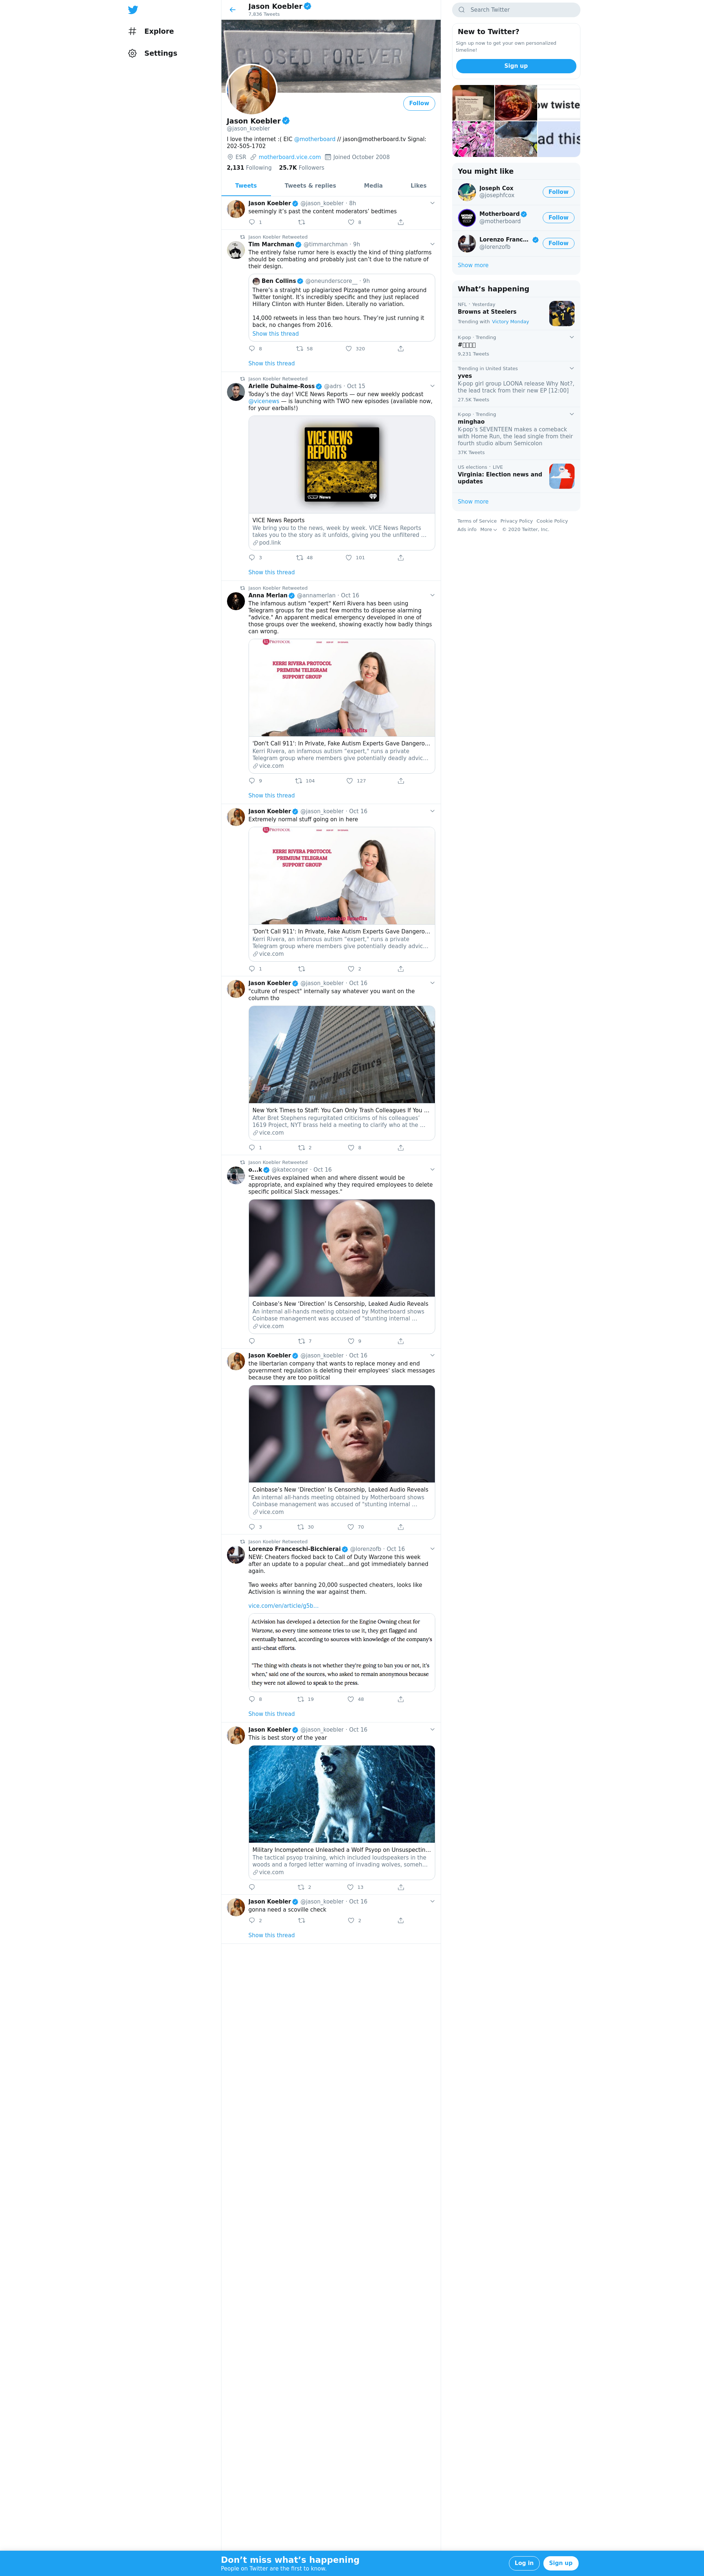 Explore
Settings
Jason Koebler
7,836 Tweets
CLOSED FOREVER
Follow
Jason Koebler
@jason_koebler
I love the internet :( EIC @motherboard // jason@motherboard.tv Signal:
202-505-1702
ESR motherboard.vice.com Joined October 2008
2,131 Following 25.7K Followers
Tweets Tweets & replies Media Likes
Jason Koebler @jason_koebler · 8h
seemingly it's past the content moderators' bedtimes
1 8
Jason Koebler Retweeted
Tim Marchman @timmarchman · 9h
The entirely false rumor here is exactly the kind of thing platforms
should be combating and probably just can't due to the nature of
their design.
Ben Collins @oneunderscore__ · 9h
There's a straight up plagiarized Pizzagate rumor going around
Twitter tonight. It's incredibly specific and they just replaced
Hillary Clinton with Hunter Biden. Literally no variation.
14,000 retweets in less than two hours. They're just running it
back, no changes from 2016.
Show this thread
6 58 320
Show this thread
Jason Koebler Retweeted
Arielle Duhaime-Ross @adrs · Oct 15
Today's the day! VICE News Reports — our new weekly podcast
@vicenews — is launching with TWO new episodes (available now,
for your earballs!)
VICE NEWS
REPORTS
VICE News Reports
We bring you to the news, week by week. VICE News Reports
takes you to the story as it unfolds, giving you the unfiltered ...
pod.link
3 48 101
Show this thread
Jason Koebler Retweeted
Anna Merlan @annamerlan · Oct 16
The infamous autism "expert" Kerri Rivera has been using
Telegram groups for the past few months to dispense alarming
"advice." An apparent medical emergency developed in one of
those groups over the weekend, showing exactly how badly things
can wrong.
PROTOCOL
KERRI RIVERA PROTOCOL
PREMIUM TELEGRAM
SUPPORT GROUP
Benefits
'Don't Call 911': In Private, Fake Autism Experts Gave Dangero...
Kerri Rivera, an infamous autism "expert," runs a private
Telegram group where members give potentially deadly advic...
vice.com
9 104 127
Show this thread
Jason Koebler @jason_koebler · Oct 16
Extremely normal stuff going on in here
PROTOCOL
KERRI RIVERA PROTOCOL
PREMIUM TELEGRAM
SUPPORT GROUP
Benefits
'Don't Call 911': In Private, Fake Autism Experts Gave Dangero...
Kerri Rivera, an infamous autism "expert," runs a private
Telegram group where members give potentially deadly advic...
vice.com
1 2
Jason Koebler @jason_koebler · Oct 16
"culture of respect" internally say whatever you want on the
column tho
The New York Times
New York Times to Staff: You Can Only Trash Colleagues If You ...
After Bret Stephens regurgitated criticisms of his colleagues'
1619 Project, NYT brass held a meeting to clarify who at the ...
vice.com
1 2 8
Jason Koebler Retweeted
o...k @kateconger · Oct 16
"Executives explained when and where dissent would be
appropriate, and explained why they required employees to delete
specific political Slack messages."
Coinbase's New 'Direction' Is Censorship, Leaked Audio Reveals
An internal all-hands meeting obtained by Motherboard shows
Coinbase management was accused of "stunting internal ...
vice.com
7 9
Jason Koebler @jason_koebler · Oct 16
the libertarian company that wants to replace money and end
government regulation is deleting their employees' slack messages
because they are too political
Coinbase's New 'Direction' Is Censorship, Leaked Audio Reveals
An internal all-hands meeting obtained by Motherboard shows
Coinbase management was accused of "stunting internal ...
vice.com
3 30 70
Jason Koebler Retweeted
Lorenzo Franceschi-Bicchierai @lorenzofb · Oct 16
NEW: Cheaters flocked back to Call of Duty Warzone this week
after an update to a popular cheat...and got immediately banned
again.
Two weeks after banning 20,000 suspected cheaters, looks like
Activision is winning the war against them.
vice.com/en/article/g5b...
Activision has developed a detection for the Engine Owning cheat for
Warzone, so every time someone tries to use it, they get flagged and
eventually banned, according to sources with knowledge of the company's
anti-cheat efforts.
"The thing with cheats is not whether they're going to ban you or not, it's
when," said one of the sources, who asked to remain anonymous because
they were not allowed to speak to the press.
8 19 46
Show this thread
Jason Koebler @jason_koebler · Oct 16
This is best story of the year
Military Incompetence Unleashed a Wolf Psyop on Unsuspectin...
The tactical psyop training, which included loudspeakers in the
woods and a forged letter warning of invading wolves, someh...
vice.com
2 13
Jason Koebler @jason_koebler · Oct 16
gonna need a scoville check
2 2
Show this thread
Search Twitter
New to Twitter?
Sign up now to get your own personalized
timeline!
Sign up
ow twiste
ad this
You might like
Joseph Cox
@josephfcox
Follow
Motherboard
@motherboard
Follow
Lorenzo Franc...
@lorenzofb
Follow
Show more
What's happening
NFL · Yesterday
Browns at Steelers
Trending with Victory Monday
K-pop · Trending
#
9,231 Tweets
Trending in United States
yves
K-pop girl group LOONA release Why Not?,
the lead track from their new EP [12:00]
27.5K Tweets
K-pop · Trending
minghao
K-pop's SEVENTEEN makes a comeback
with Home Run, the lead single from their
fourth studio album Semicolon
37K Tweets
US elections · LIVE
Virginia: Election news and
updates
Show more
Terms of Service Privacy Policy Cookie Policy
Ads info More © 2020 Twitter, Inc.
Don't miss what's happening
People on Twitter are the first to know.
Log in Sign up